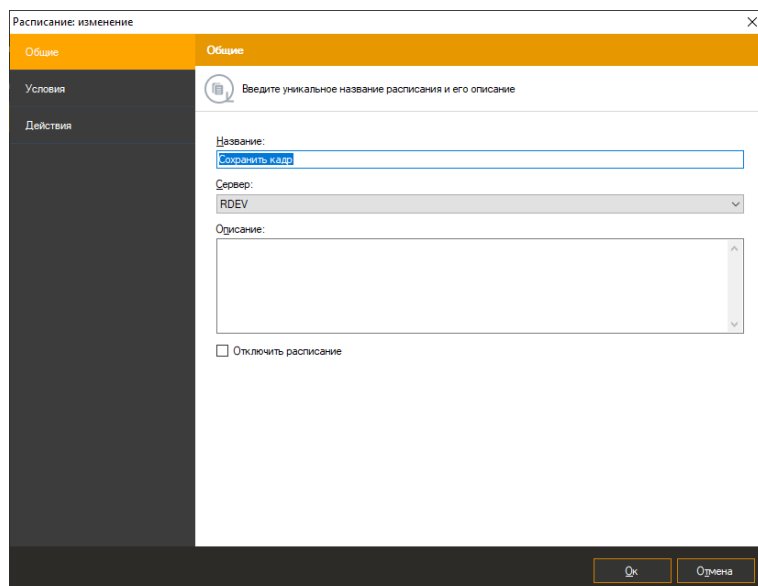 Расписание: изменение
Общие
Условия
Действия
Общие
Введите уникальное название расписания и его описание
Название:
Сохранить кадр
Сервер:
RDEV
Описание:
Отключить расписание
Ок
Отмена